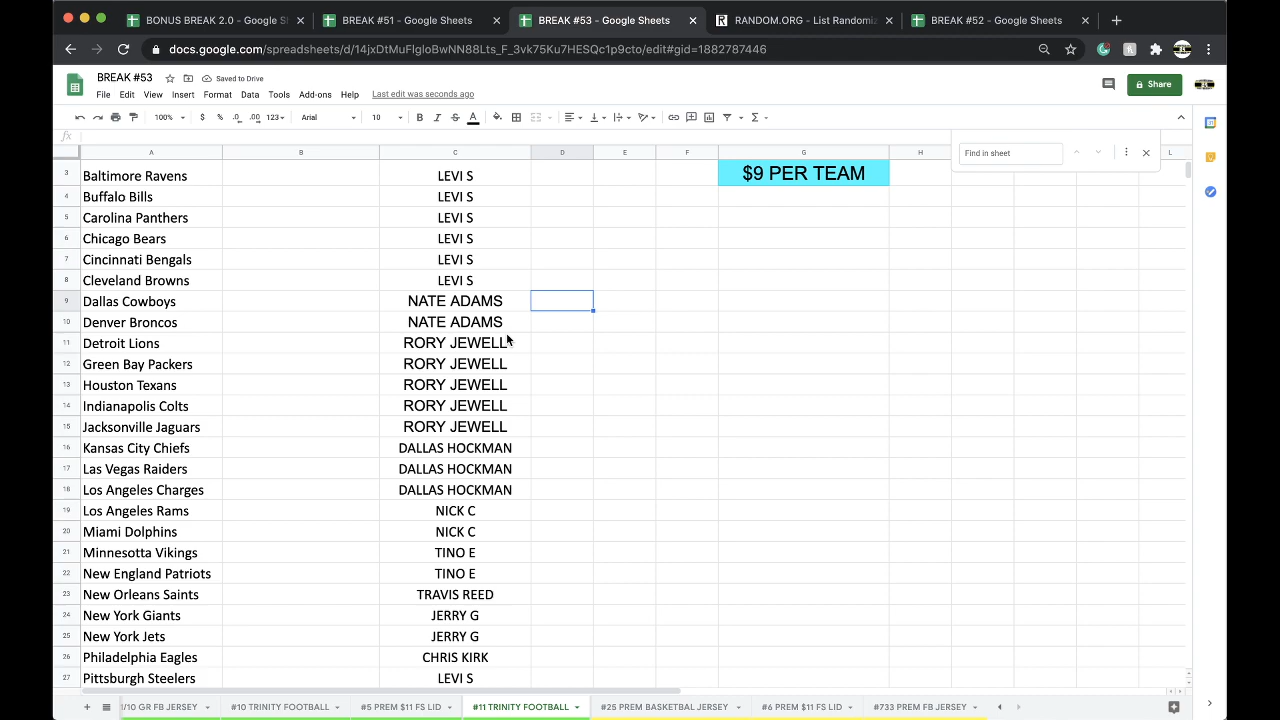 BONUS BREAK 2.0 - Google S
BREAK #51 - Google Sheets
BREAK #53 - Google Sheets
RANDOM.ORG - List Randomiz
BREAK #52 - Google Sheets
docs.google.com/spreadsheets/d/14jxDtMuFlgloBwNN88Lts_F_3vk75Ku7HESQc1p9cto/edit#gid=1882787446
BREAK #53
Saved to Drive
File Edit View Insert Format Data Tools Add-ons Help Last edit was seconds ago
Share
100% $ % .0 .00 123 Arial 10 B I S A
fx
Find in sheet
A B C D E F G H L
3 Baltimore Ravens LEVI S $9 PER TEAM
4 Buffalo Bills LEVI S
5 Carolina Panthers LEVI S
6 Chicago Bears LEVI S
7 Cincinnati Bengals LEVI S
8 Cleveland Browns LEVI S
9 Dallas Cowboys NATE ADAMS
10 Denver Broncos NATE ADAMS
11 Detroit Lions RORY JEWELL
12 Green Bay Packers RORY JEWELL
13 Houston Texans RORY JEWELL
14 Indianapolis Colts RORY JEWELL
15 Jacksonville Jaguars RORY JEWELL
16 Kansas City Chiefs DALLAS HOCKMAN
17 Las Vegas Raiders DALLAS HOCKMAN
18 Los Angeles Charges DALLAS HOCKMAN
19 Los Angeles Rams NICK C
20 Miami Dolphins NICK C
21 Minnesotta Vikings TINO E
22 New England Patriots TINO E
23 New Orleans Saints TRAVIS REED
24 New York Giants JERRY G
25 New York Jets JERRY G
26 Philadelphia Eagles CHRIS KIRK
27 Pittsburgh Steelers LEVI S
1/10 GR FB JERSEY #10 TRINITY FOOTBALL #5 PREM $11 FS LID #11 TRINITY FOOTBALL #25 PREM BASKETBAL JERSEY #6 PREM $11 FS LID #733 PREM FB JERSEY